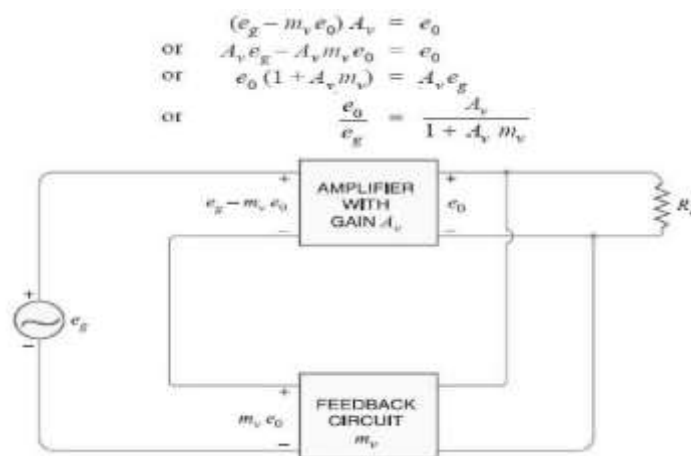 (e_g − m_v e_0) A_v = e_0
or A_v e_g − A_v m_v e_0 = e_0
or e_0 (1 + A_v m_v) = A_v e_g
or e_0 / e_g = A_v / (1 + A_v m_v)
+ AMPLIFIER +
e_g − m_v e_0 WITH e_0
− GAIN A_v −
R
+
e_g
−
+ FEEDBACK
m_v e_0 CIRCUIT
− m_v